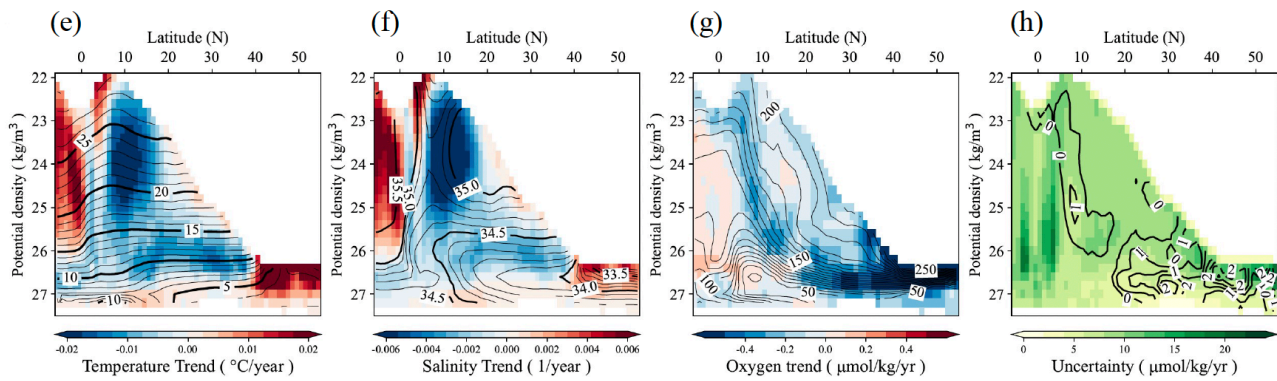 (e)
Latitude (N)
0 10 20 30 40 50
Potential density ( kg/m³ )
22
23
24
25
26
27
25
20
15
10
5
10
-0.02 -0.01 0.00 0.01 0.02
Temperature Trend ( °C/year )
(f)
Latitude (N)
0 10 20 30 40 50
Potential density ( kg/m³ )
22
23
24
25
26
27
35.5
35.0
35.0
34.5
33.5
34.0
34.5
-0.006 -0.004 -0.002 0.000 0.002 0.004 0.006
Salinity Trend ( 1/year )
(g)
Latitude (N)
0 10 20 30 40 50
Potential density ( kg/m³ )
22
23
24
25
26
27
200
150
250
100
50
50
-0.4 -0.2 0.0 0.2 0.4
Oxygen trend ( μmol/kg/yr )
(h)
Latitude (N)
0 10 20 30 40 50
Potential density ( kg/m³ )
22
23
24
25
26
27
0
0
0
1
0
1
1
0
2
2
2
0
0 5 10 15 20
Uncertainty ( μmol/kg/yr )